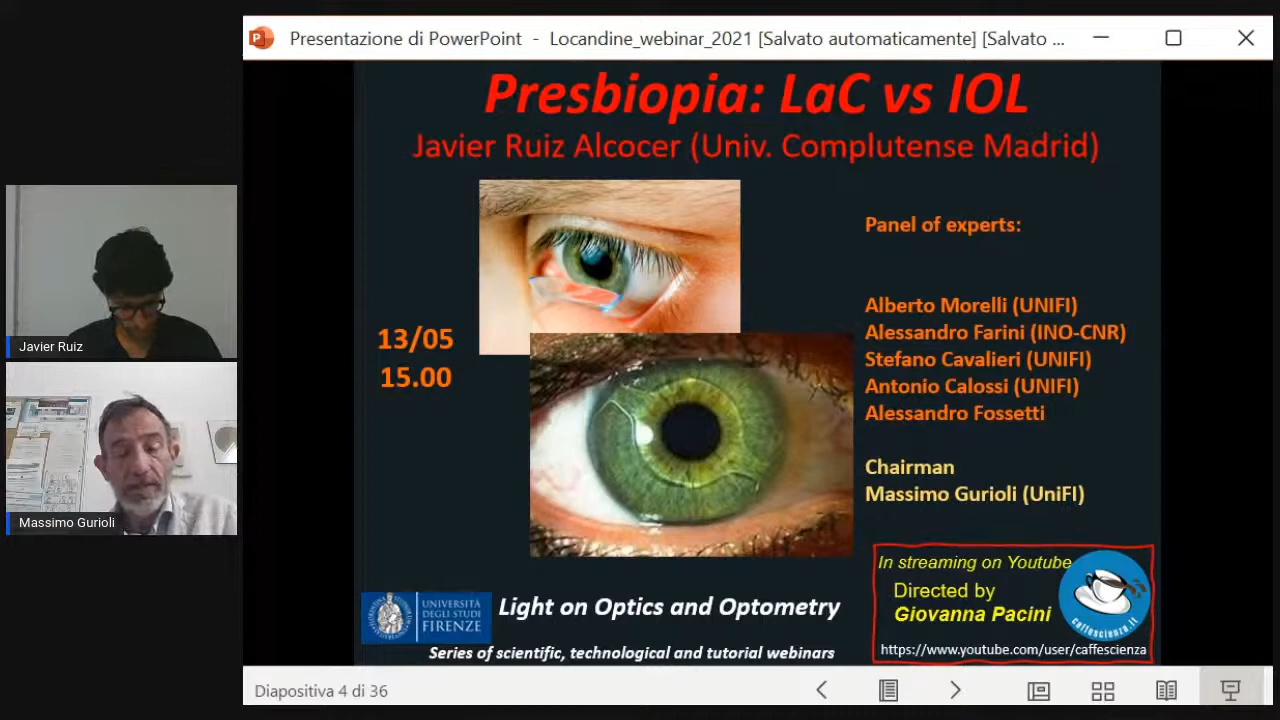 Presentazione di PowerPoint - Locandine_webinar_2021 [Salvato automaticamente] [Salvato ...
Presbiopia: LaC vs IOL
Javier Ruiz Alcocer (Univ. Complutense Madrid)
Javier Ruiz
Massimo Gurioli
13/05
15.00
Panel of experts:
Alberto Morelli (UNIFI)
Alessandro Farini (INO-CNR)
Stefano Cavalieri (UNIFI)
Antonio Calossi (UNIFI)
Alessandro Fossetti
Chairman
Massimo Gurioli (UniFI)
In streaming on Youtube
Directed by
Giovanna Pacini
caffescienza.it
https://www.youtube.com/user/caffescienza
UNIVERSITÀ
DEGLI STUDI
FIRENZE
Light on Optics and Optometry
Series of scientific, technological and tutorial webinars
Diapositiva 4 di 36